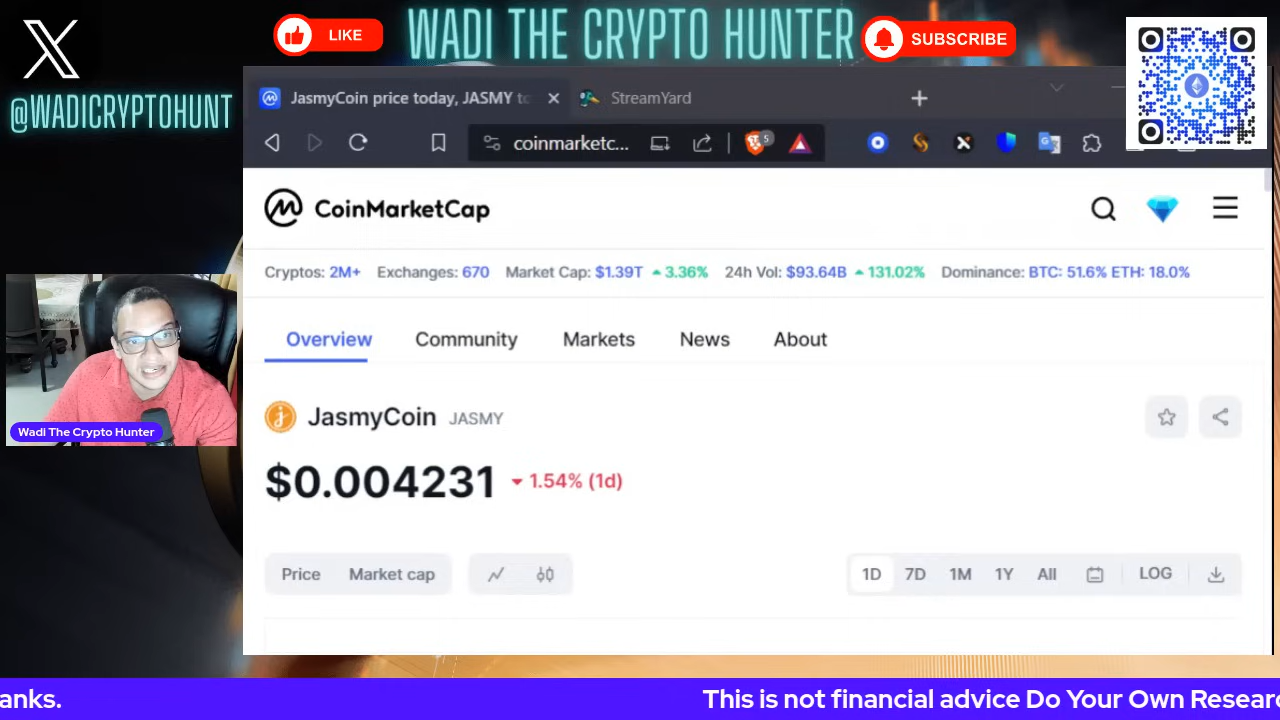 LIKE
WADI THE CRYPTO HUNTER
SUBSCRIBE
@WADICRYPTOHUNT
JasmyCoin price today, JASMY to
StreamYard
coinmarketc...
5
CoinMarketCap
Cryptos: 2M+ Exchanges: 670 Market Cap: $1.39T 3.36% 24h Vol: $93.64B 131.02% Dominance: BTC: 51.6% ETH: 18.0%
Overview Community Markets News About
JasmyCoin JASMY
$0.004231 1.54% (1d)
Wadi The Crypto Hunter
Price Market cap 1D 7D 1M 1Y All LOG
anks. This is not financial advice Do Your Own Researc